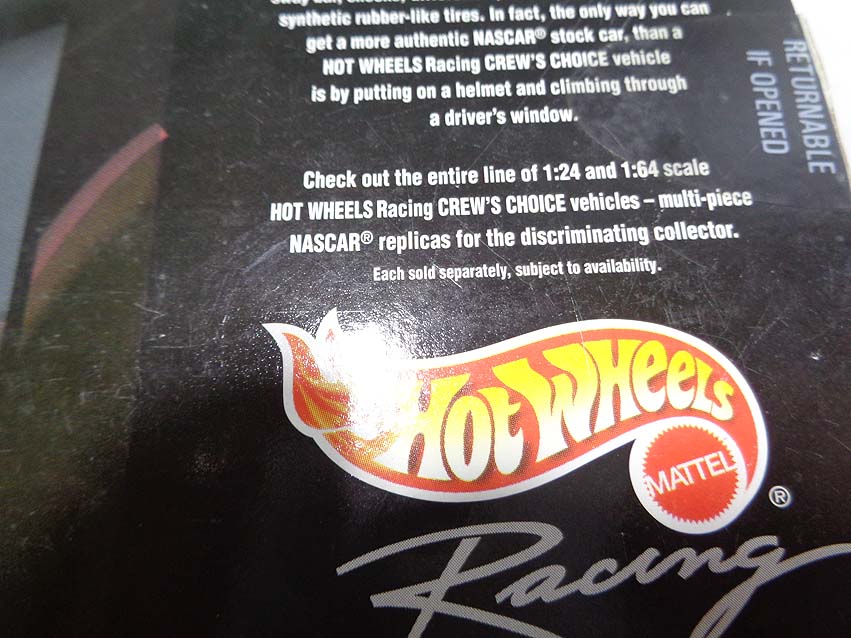 synthetic rubber-like tires. In fact, the only way you can
get a more authentic NASCAR® stock car, than a
HOT WHEELS Racing CREW'S CHOICE vehicle
is by putting on a helmet and climbing through
a driver's window.
Check out the entire line of 1:24 and 1:64 scale
HOT WHEELS Racing CREW'S CHOICE vehicles – multi-piece
NASCAR® replicas for the discriminating collector.
Each sold separately, subject to availability.
RETURNABLE
IF OPENED
Hot Wheels
MATTEL
®
Racing